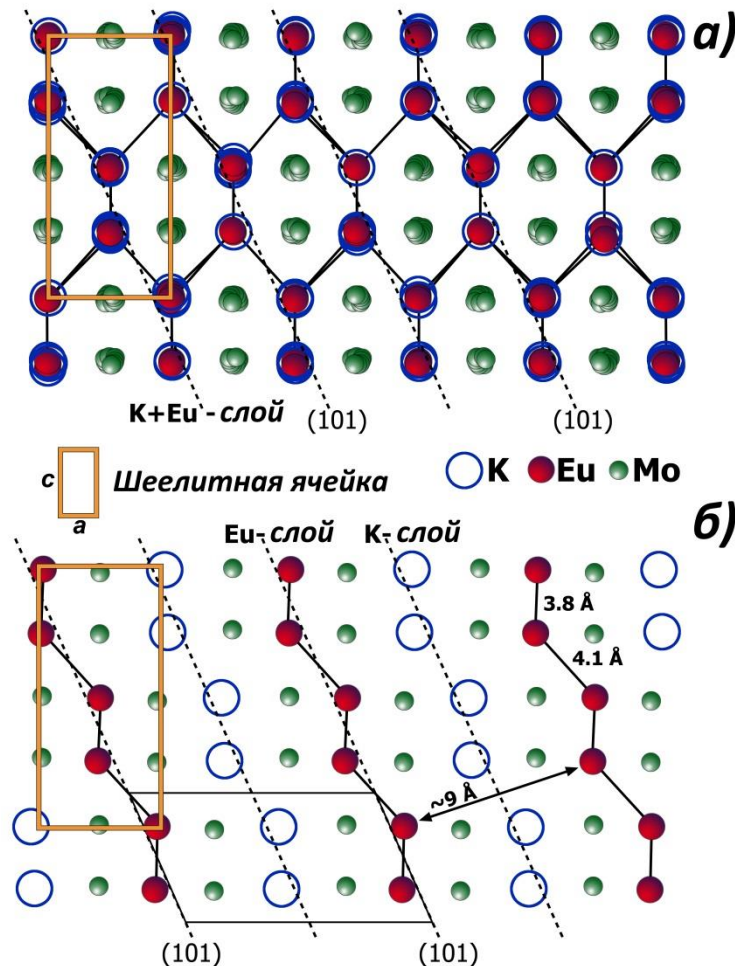 а)
K+Eu-слой
(101)
(101)
c
a
Шеелитная ячейка
K
Eu
Mo
б)
Eu-слой
K-слой
3.8 Å
4.1 Å
~9 Å
(101)
(101)